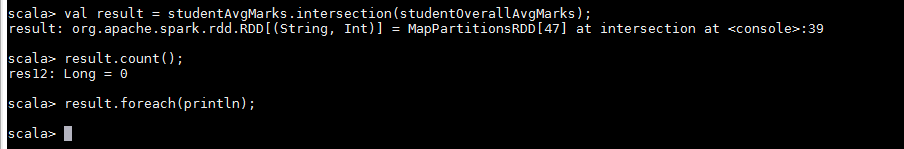 scala> val result = studentAvgMarks.intersection(studentOverallAvgMarks);
result: org.apache.spark.rdd.RDD[(String, Int)] = MapPartitionsRDD[47] at intersection at <console>:39
scala> result.count();
res12: Long = 0
scala> result.foreach(println);
scala>